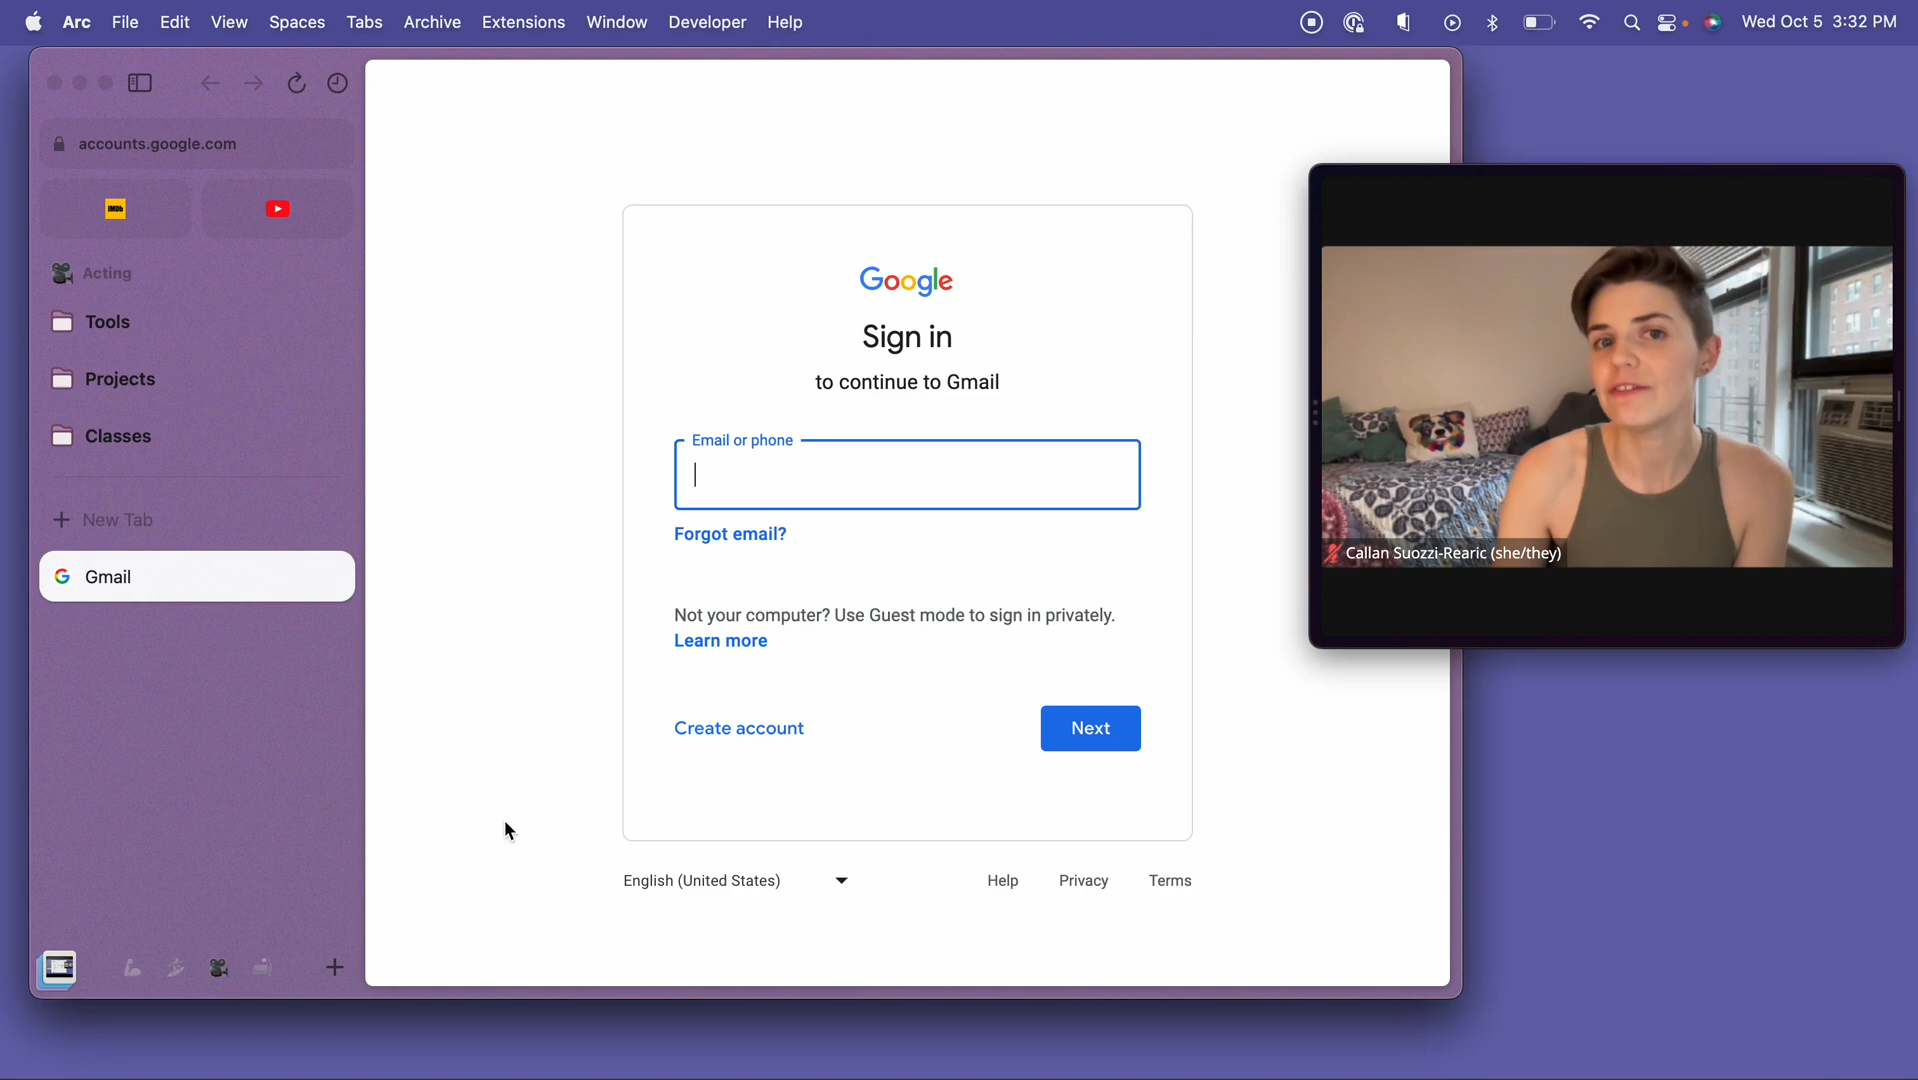 Arc File Edit View Spaces Tabs Archive Extensions Window Developer Help Wed Oct 5 3:32 PM
accounts.google.com
IMDb
Acting
Tools
Projects
Classes
New Tab
Gmail
Google
Sign in
to continue to Gmail
Email or phone
Forgot email?
Not your computer? Use Guest mode to sign in privately.
Learn more
Create account
Next
English (United States) Help Privacy Terms
Callan Suozzi-Rearic (she/they)